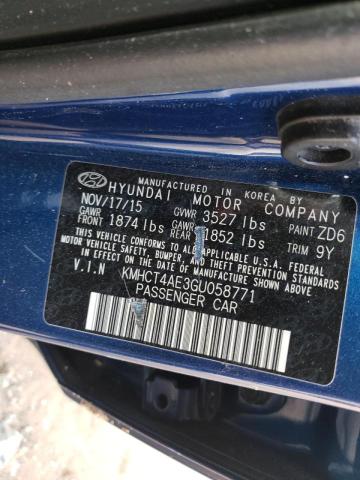 MANUFACTURED IN KOREA BY
HYUNDAI MOTOR COMPANY
NOV/17/15 GVWR 3527 lbs PAINT ZD6
GAWR FRONT 1874 lbs GAWR REAR 1852 lbs TRIM 9Y
THIS VEHICLE CONFORMS TO ALL APPLICABLE U.S.A. FEDERAL
MOTOR VEHICLE SAFETY, BUMPER, AND THEFT PREVENTION
STANDARDS IN EFFECT ON THE DATE OF MANUFACTURE SHOWN ABOVE.
V.I.N KMHCT4AE3GU058771
PASSENGER CAR